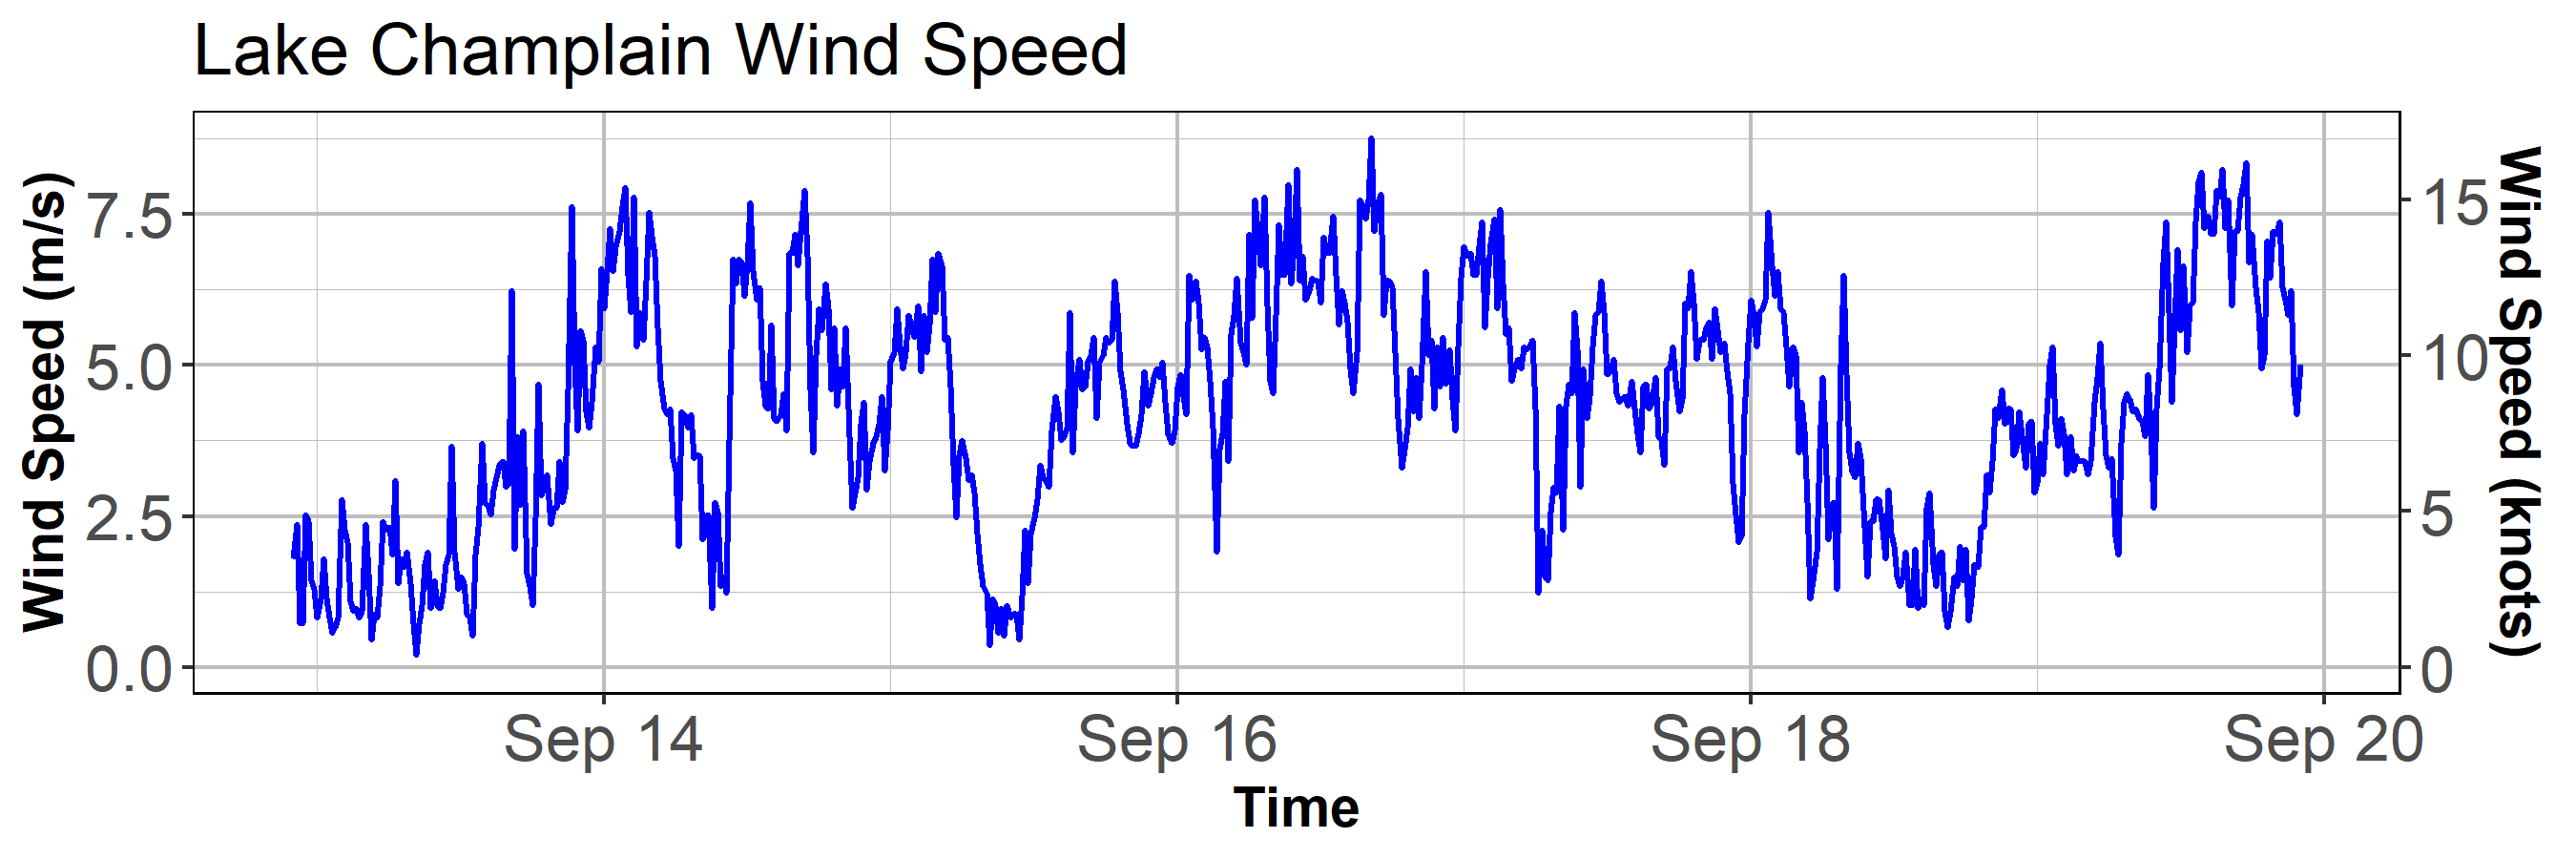 Lake Champlain Wind Speed
Wind Speed (m/s)
7.5
5.0
2.5
0.0
15
10
5
0
Wind Speed (knots)
Sep 14
Sep 16
Sep 18
Sep 20
Time